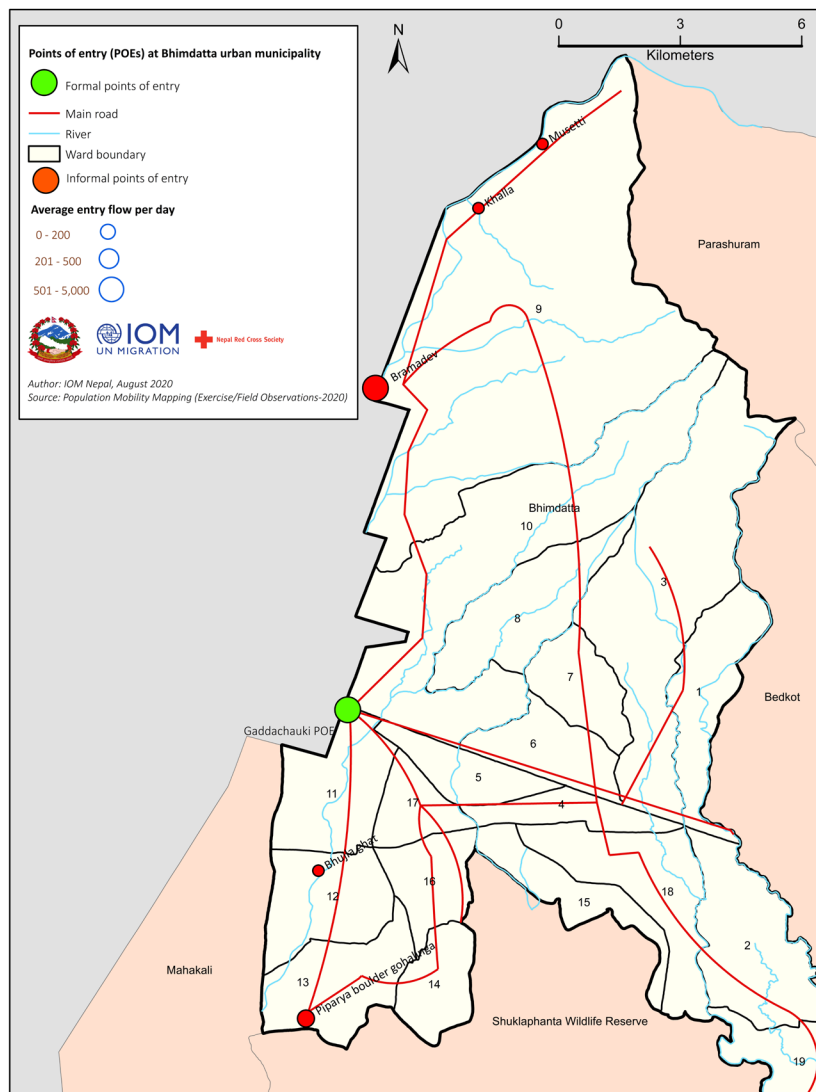 Points of entry (POEs) at Bhimdatta urban municipality
Formal points of entry
Main road
River
Ward boundary
Informal points of entry
Average entry flow per day
0 - 200
201 - 500
501 - 5,000
IOM
UN MIGRATION
Nepal Red Cross Society
Author: IOM Nepal, August 2020
Source: Population Mobility Mapping (Exercise/Field Observations-2020)
N
0 3 6
Kilometers
Musetti
Khalla
Parashuram
9
Bramadev
Bhimdatta
10
3
8
7
1
Bedkot
Gaddachauki POE
6
5
11
17
4
Bhujiaghat
12
16
18
15
2
Mahakali
13
Piparya boulder gohattinga
14
Shuklaphanta Wildlife Reserve
19